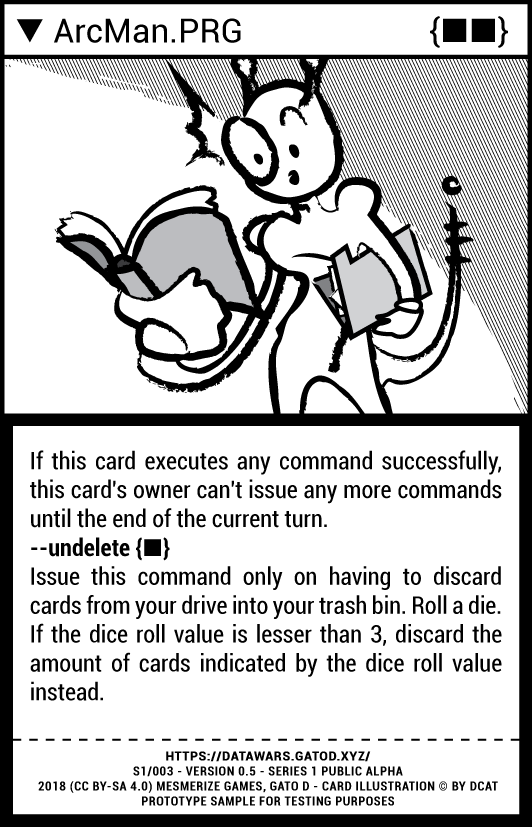 ▼ ArcMan.PRG {■■}
If this card executes any command successfully,
this card's owner can't issue any more commands
until the end of the current turn.
--undelete {■}
Issue this command only on having to discard
cards from your drive into your trash bin. Roll a die.
If the dice roll value is lesser than 3, discard the
amount of cards indicated by the dice roll value
instead.
HTTPS://DATAWARS.GATOD.XYZ/
S1/003 - VERSION 0.5 - SERIES 1 PUBLIC ALPHA
2018 (CC BY-SA 4.0) MESMERIZE GAMES, GATO D - CARD ILLUSTRATION © BY DCAT
PROTOTYPE SAMPLE FOR TESTING PURPOSES